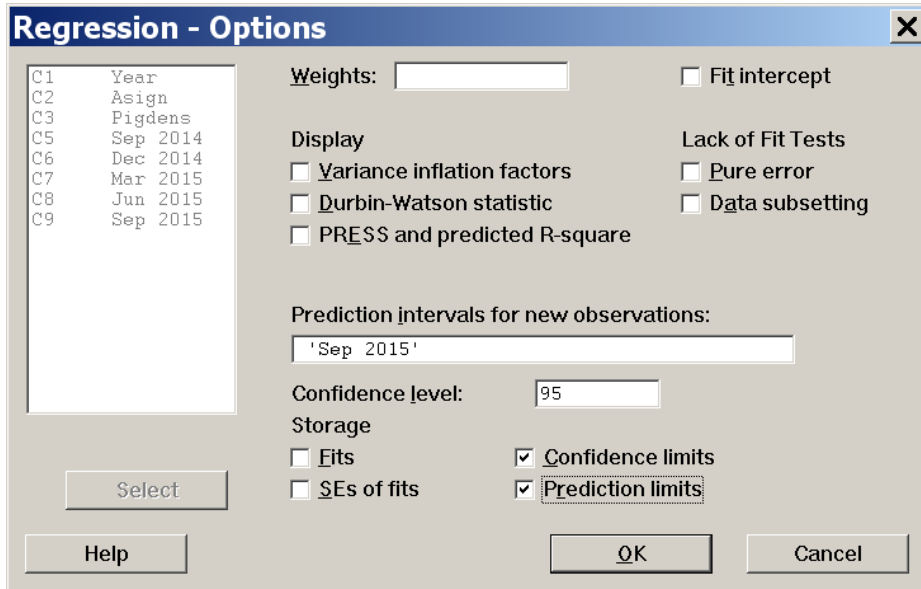 Regression - Options
C1 Year
C2 Asign
C3 Pigdens
C5 Sep 2014
C6 Dec 2014
C7 Mar 2015
C8 Jun 2015
C9 Sep 2015
Weights:
Fit intercept
Display
Lack of Fit Tests
Variance inflation factors
Pure error
Durbin-Watson statistic
Data subsetting
PRESS and predicted R-square
Prediction intervals for new observations:
'Sep 2015'
Confidence level: 95
Storage
Fits
Confidence limits
Select
SEs of fits
Prediction limits
Help
OK
Cancel